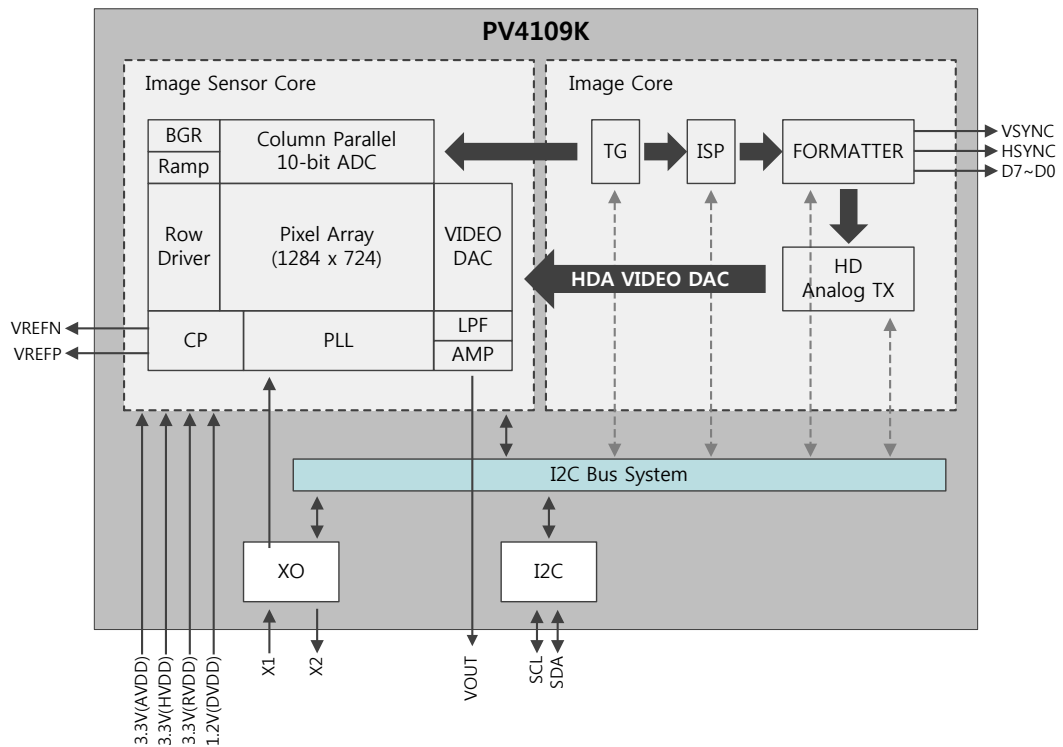 PV4109K
Image Sensor Core
Image Core
BGR
Ramp
Column Parallel
10-bit ADC
TG
ISP
FORMATTER
VSYNC
HSYNC
D7~D0
Row
Driver
Pixel Array
(1284 x 724)
VIDEO
DAC
HDA VIDEO DAC
HD
Analog TX
VREFN
VREFP
CP
PLL
LPF
AMP
I2C Bus System
XO
I2C
3.3V(AVDD)
3.3V(HVDD)
3.3V(RVDD)
1.2V(DVDD)
X1
X2
VOUT
SCL
SDA